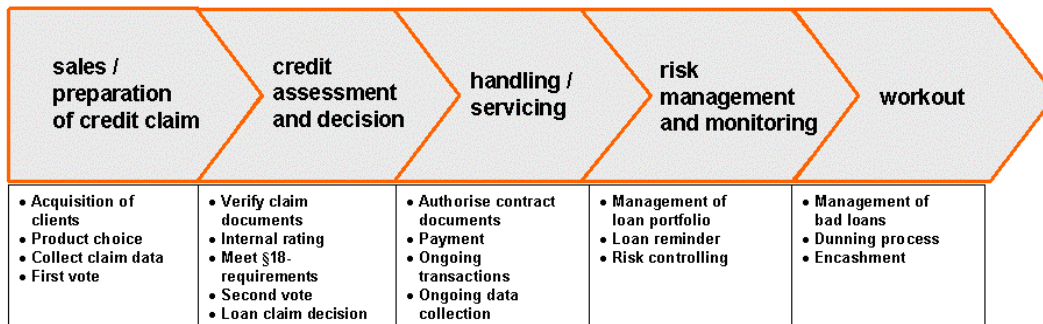 sales /
preparation
of credit claim
credit
assessment
and decision
handling /
servicing
risk
management
and monitoring
workout
• Acquisition of
clients
• Product choice
• Collect claim data
• First vote
• Verify claim
documents
• Internal rating
• Meet §18-
requirements
• Second vote
• Loan claim decision
• Authorise contract
documents
• Payment
• Ongoing
transactions
• Ongoing data
collection
• Management of
loan portfolio
• Loan reminder
• Risk controlling
• Management of
bad loans
• Dunning process
• Encashment